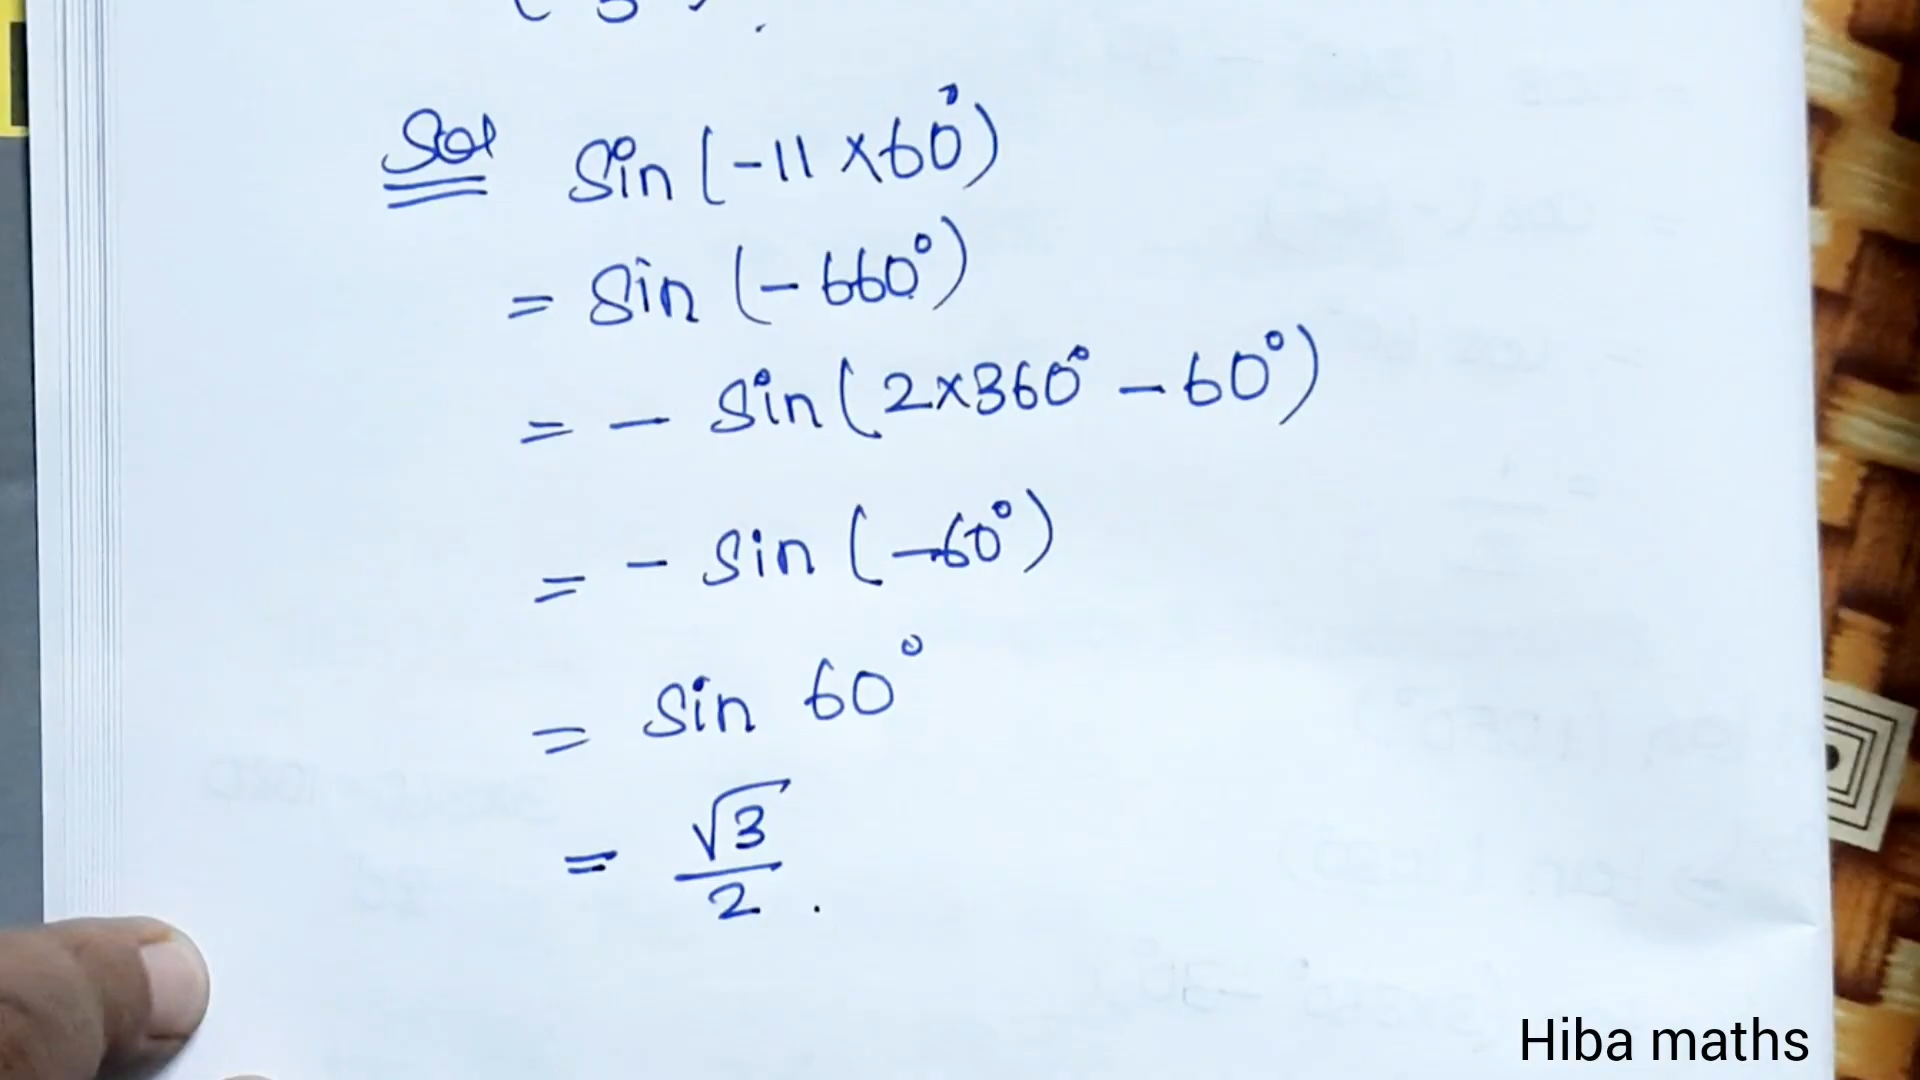 Sol sin (-11 × 60°)
= sin (- 660°)
= - sin (2×360° - 60°)
= - sin (-60°)
= sin 60°
= √3/2 .
Hiba maths